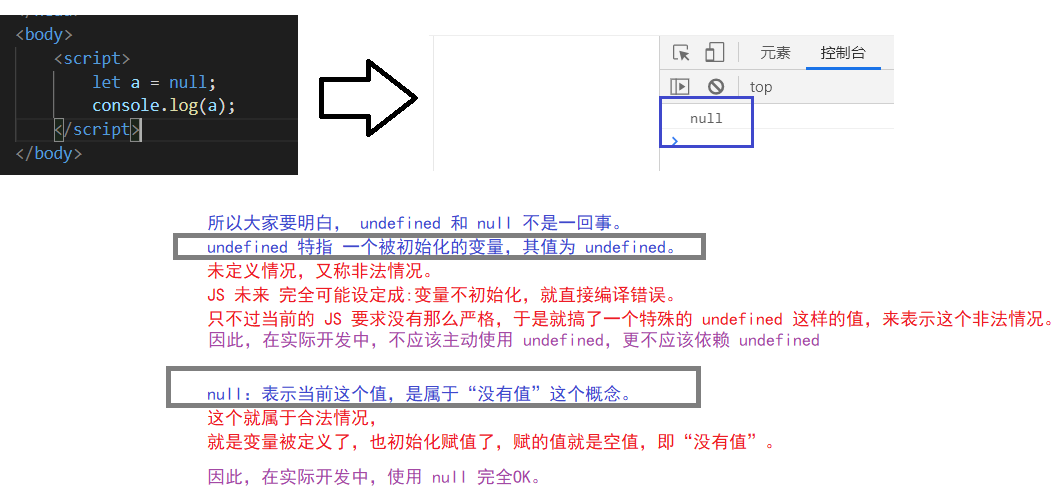 <body>
<script>
let a = null;
console.log(a);
</script>
</body>
元素
控制台
top
null
所以大家要明白， undefined 和 null 不是一回事。
undefined 特指 一个被初始化的变量，其值为 undefined。
未定义情况，又称非法情况。
JS 未来 完全可能设定成:变量不初始化，就直接编译错误。
只不过当前的 JS 要求没有那么严格，于是就搞了一个特殊的 undefined 这样的值，来表示这个非法情况。
因此，在实际开发中，不应该主动使用 undefined，更不应该依赖 undefined
null：表示当前这个值，是属于“没有值”这个概念。
这个就属于合法情况，
就是变量被定义了，也初始化赋值了，赋的值就是空值，即“没有值”。
因此，在实际开发中，使用 null 完全OK。